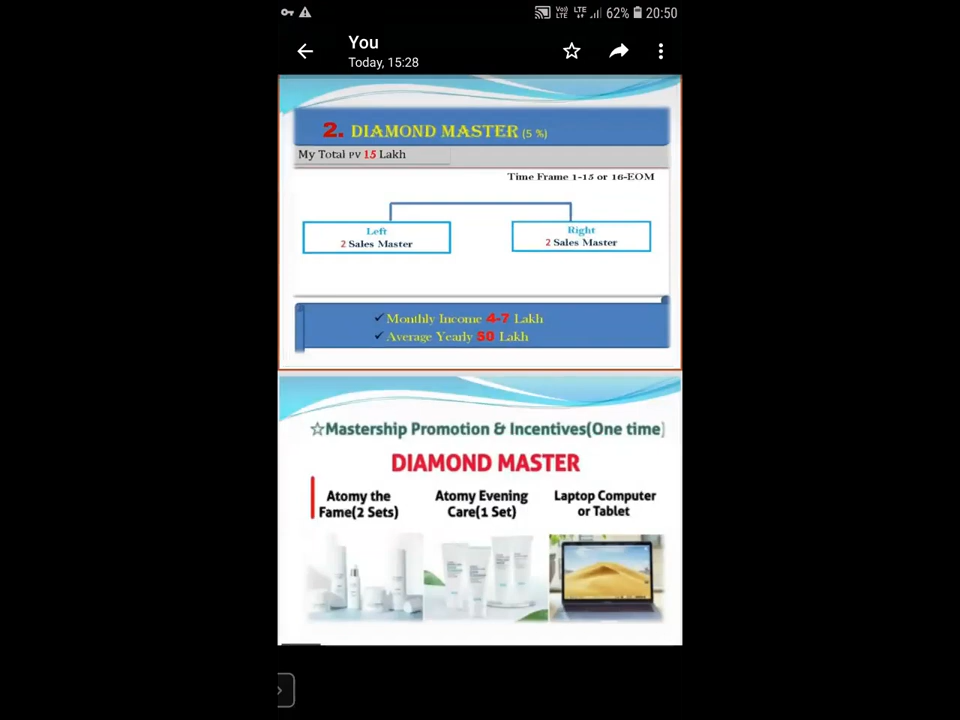 62% 20:50
You
Today, 15:28
2. DIAMOND MASTER (5 %)
My Total PV 15 Lakh
Time Frame 1-15 or 16-EOM
Left
2 Sales Master
Right
2 Sales Master
✓ Monthly Income 4-7 Lakh
✓ Average Yearly 50 Lakh
☆Mastership Promotion & Incentives(One time)
DIAMOND MASTER
Atomy the
Fame(2 Sets)
Atomy Evening
Care(1 Set)
Laptop Computer
or Tablet